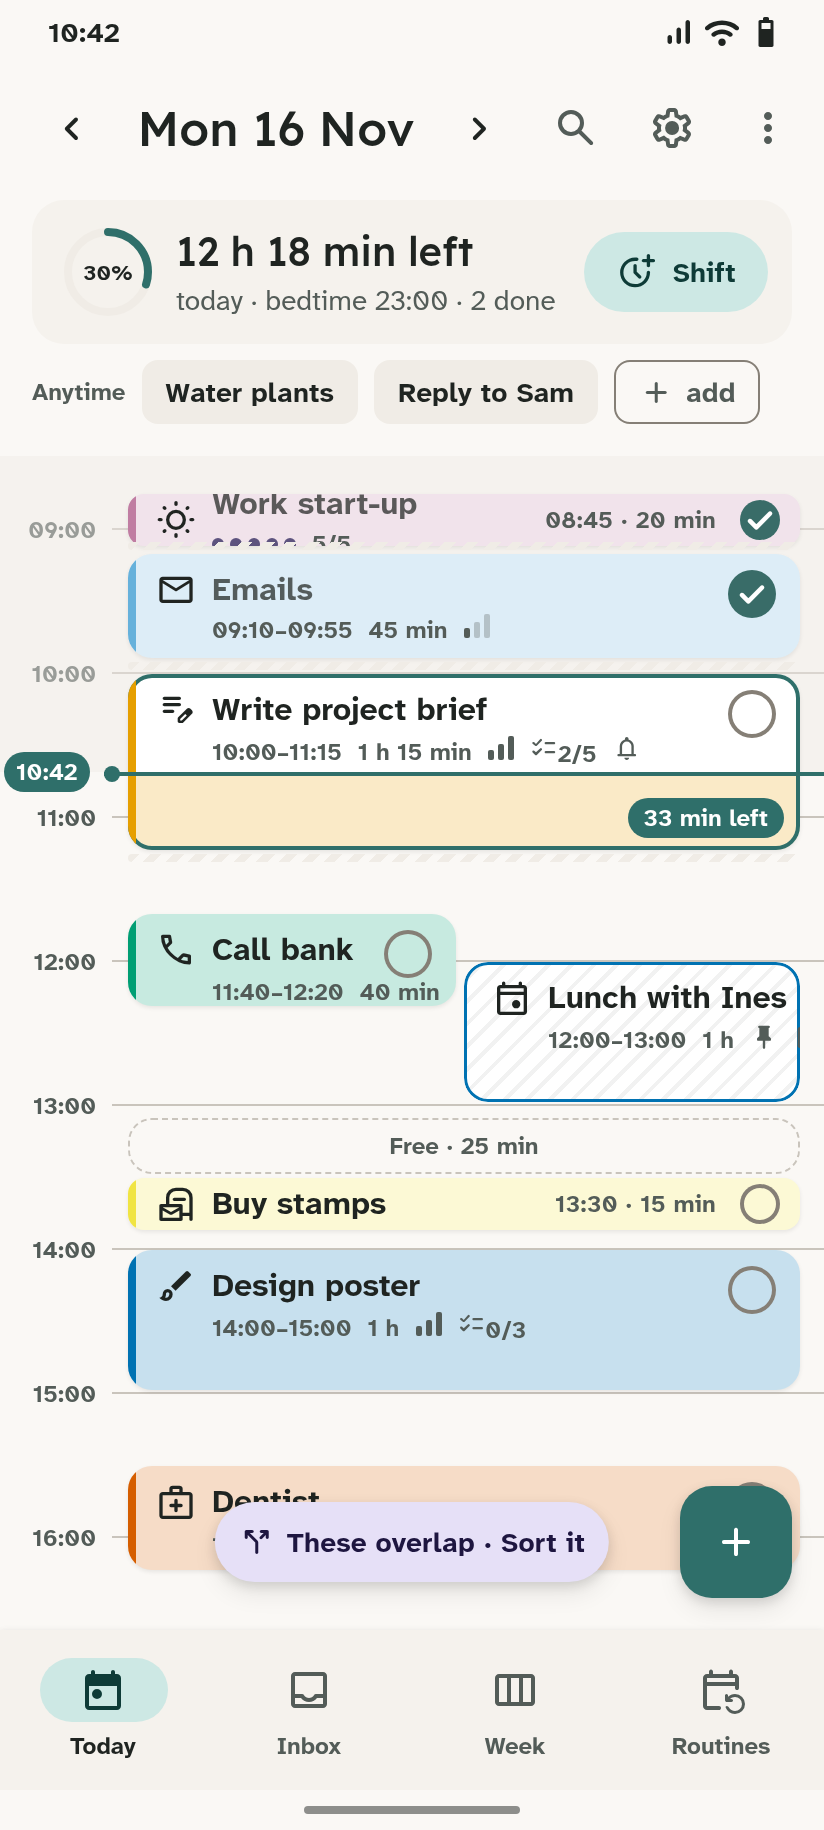 10:42
Mon 16 Nov
30%
12 h 18 min left
today · bedtime 23:00 · 2 done
Shift
Anytime
Water plants
Reply to Sam
add
09:00
Work start-up
5/5
08:45 · 20 min
Emails
09:10–09:55 45 min
10:00
Write project brief
10:00–11:15 1 h 15 min 2/5
10:42
11:00
33 min left
12:00
Call bank
11:40–12:20 40 min
Lunch with Ines
12:00–13:00 1 h
13:00
Free · 25 min
Buy stamps
13:30 · 15 min
14:00
Design poster
14:00–15:00 1 h 0/3
15:00
Dentist
16:00
These overlap · Sort it
Today
Inbox
Week
Routines